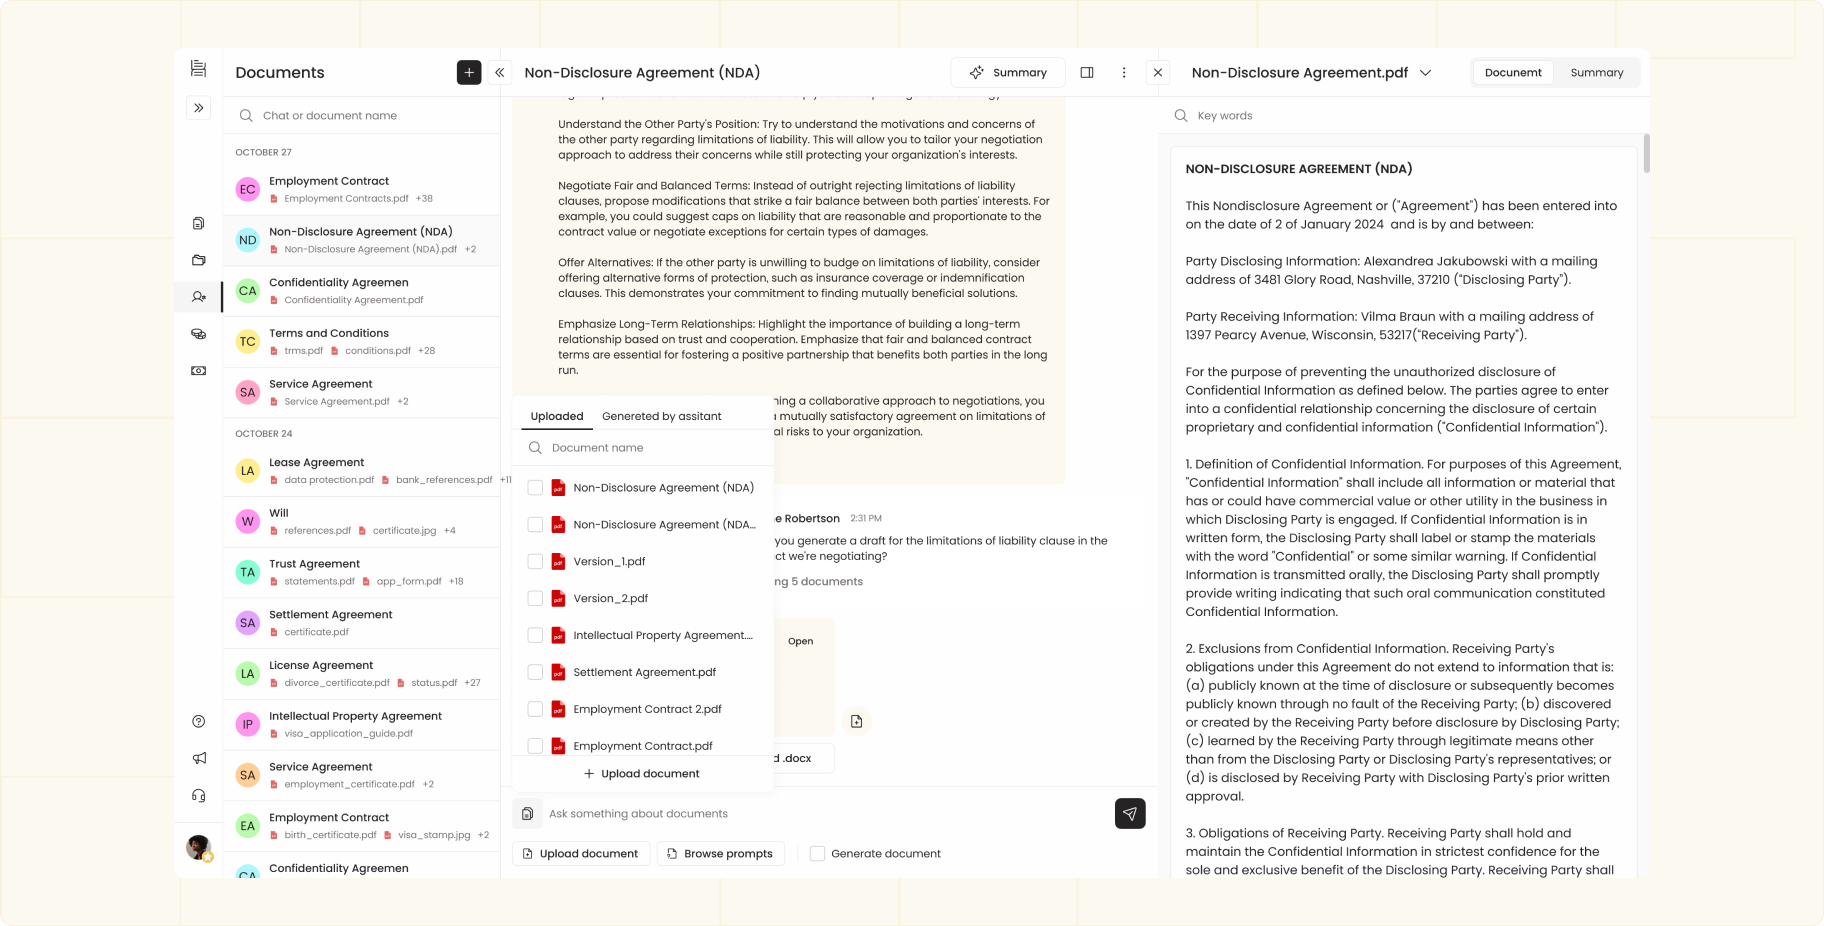 Documents
Chat or document name
OCTOBER 27
EC
Employment Contract
Employment Contracts.pdf +38
ND
Non-Disclosure Agreement (NDA)
Non-Disclosure Agreement (NDA).pdf +2
CA
Confidentiality Agreemen
Confidentiality Agreement.pdf
TC
Terms and Conditions
trms.pdf conditions.pdf +28
SA
Service Agreement
Service Agreement.pdf +2
OCTOBER 24
LA
Lease Agreement
data protection.pdf bank_references.pdf +11
W
Will
references.pdf certificate.jpg +4
TA
Trust Agreement
statements.pdf app_form.pdf +18
SA
Settlement Agreement
certificate.pdf
LA
License Agreement
divorce_certificate.pdf status.pdf +27
IP
Intellectual Property Agreement
visa_application_guide.pdf
SA
Service Agreement
employment_certificate.pdf +2
EA
Employment Contract
birth_certificate.pdf visa_stamp.jpg +2
CA
Confidentiality Agreemen
Non-Disclosure Agreement (NDA)
Summary
Understand the Other Party's Position: Try to understand the motivations and concerns of
the other party regarding limitations of liability. This will allow you to tailor your negotiation
approach to address their concerns while still protecting your organization's interests.
Negotiate Fair and Balanced Terms: Instead of outright rejecting limitations of liability
clauses, propose modifications that strike a fair balance between both parties' interests. For
example, you could suggest caps on liability that are reasonable and proportionate to the
contract value or negotiate exceptions for certain types of damages.
Offer Alternatives: If the other party is unwilling to budge on limitations of liability, consider
offering alternative forms of protection, such as insurance coverage or indemnification
clauses. This demonstrates your commitment to finding mutually beneficial solutions.
Emphasize Long-Term Relationships: Highlight the importance of building a long-term
relationship based on trust and cooperation. Emphasize that fair and balanced contract
terms are essential for fostering a positive partnership that benefits both parties in the long
run.
ning a collaborative approach to negotiations, you
mutually satisfactory agreement on limitations of
al risks to your organization.
e Robertson 2:31 PM
you generate a draft for the limitations of liability clause in the
ct we're negotiating?
ng 5 documents
Open
d .docx
Uploaded Genereted by assitant
Document name
pdf Non-Disclosure Agreement (NDA)
pdf Non-Disclosure Agreement (NDA...
pdf Version_1.pdf
pdf Version_2.pdf
pdf Intellectual Property Agreement....
pdf Settlement Agreement.pdf
pdf Employment Contract 2.pdf
pdf Employment Contract.pdf
+ Upload document
Ask something about documents
Upload document Browse prompts Generate document
Non-Disclosure Agreement.pdf
Docunemt Summary
Key words
NON-DISCLOSURE AGREEMENT (NDA)
This Nondisclosure Agreement or ("Agreement") has been entered into
on the date of 2 of January 2024 and is by and between:
Party Disclosing Information: Alexandrea Jakubowski with a mailing
address of 3481 Glory Road, Nashville, 37210 ("Disclosing Party").
Party Receiving Information: Vilma Braun with a mailing address of
1397 Pearcy Avenue, Wisconsin, 53217("Receiving Party").
For the purpose of preventing the unauthorized disclosure of
Confidential Information as defined below. The parties agree to enter
into a confidential relationship concerning the disclosure of certain
proprietary and confidential information ("Confidential Information").
1. Definition of Confidential Information. For purposes of this Agreement,
"Confidential Information" shall include all information or material that
has or could have commercial value or other utility in the business in
which Disclosing Party is engaged. If Confidential Information is in
written form, the Disclosing Party shall label or stamp the materials
with the word "Confidential" or some similar warning. If Confidential
Information is transmitted orally, the Disclosing Party shall promptly
provide writing indicating that such oral communication constituted
Confidential Information.
2. Exclusions from Confidential Information. Receiving Party's
obligations under this Agreement do not extend to information that is:
(a) publicly known at the time of disclosure or subsequently becomes
publicly known through no fault of the Receiving Party; (b) discovered
or created by the Receiving Party before disclosure by Disclosing Party;
(c) learned by the Receiving Party through legitimate means other
than from the Disclosing Party or Disclosing Party's representatives; or
(d) is disclosed by Receiving Party with Disclosing Party's prior written
approval.
3. Obligations of Receiving Party. Receiving Party shall hold and
maintain the Confidential Information in strictest confidence for the
sole and exclusive benefit of the Disclosing Party. Receiving Party shall